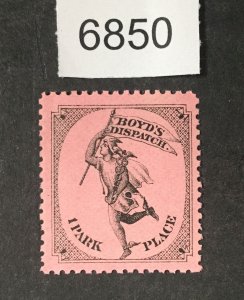 6850
BOYD'S
DISPATCH
1 PARK PLACE